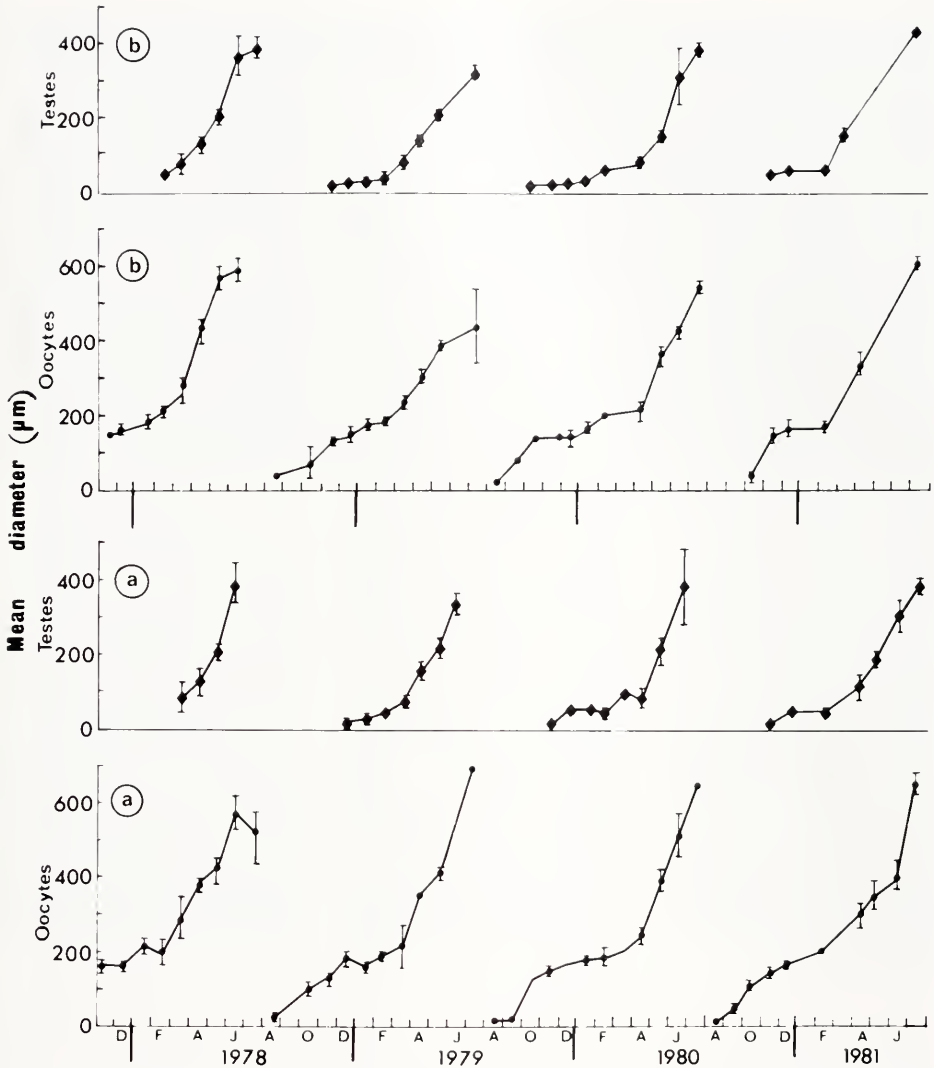 b
400
200
0
Testes
b
600
400
200
0
Oocytes
Mean diameter (µm)
a
400
200
0
Testes
a
600
400
200
0
Oocytes
D F A J A O D F A J A O D F A J A O D F A J
1978 1979 1980 1981